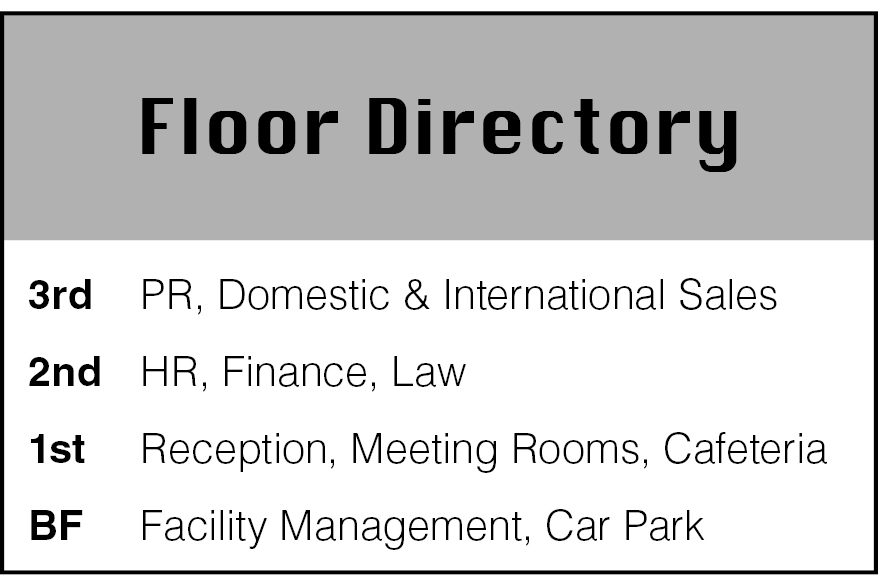 Floor Directory
3rd PR, Domestic & International Sales
2nd HR, Finance, Law
1st Reception, Meeting Rooms, Cafeteria
BF Facility Management, Car Park